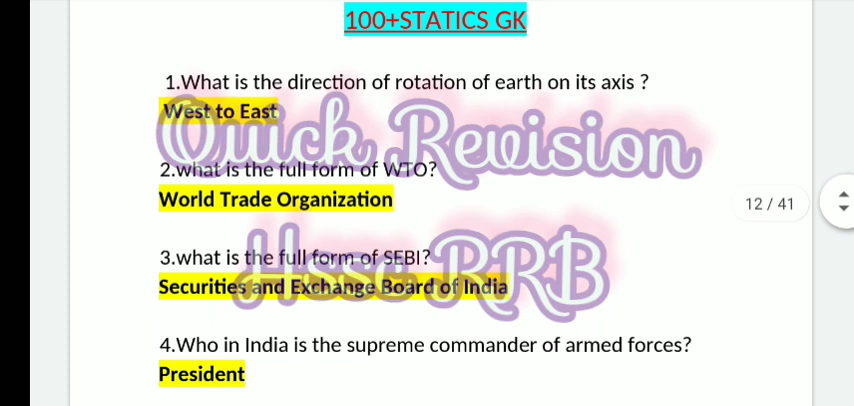 100+STATICS GK
1.What is the direction of rotation of earth on its axis ?
West to East
Quick Revision
2.what is the full form of WTO?
World Trade Organization
12 / 41
3.what is the full form of SEBI?
Hssc RRB
Securities and Exchange Board of India
4.Who in India is the supreme commander of armed forces?
President